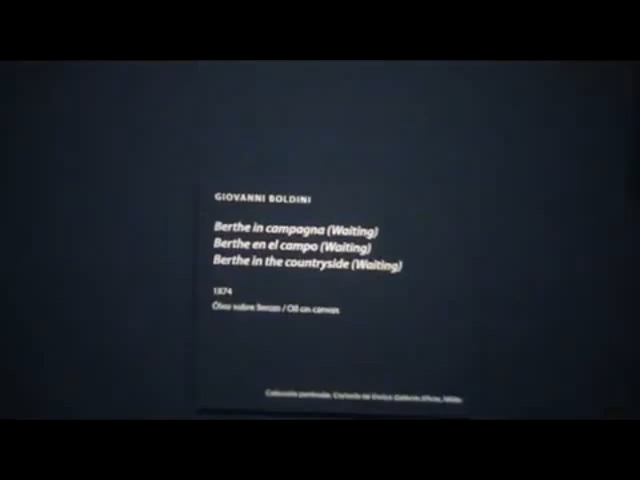 GIOVANNI BOLDINI
Berthe in campagna (Waiting)
Berthe en el campo (Waiting)
Berthe in the countryside (Waiting)
1874
Óleo sobre lienzo / Oil on canvas